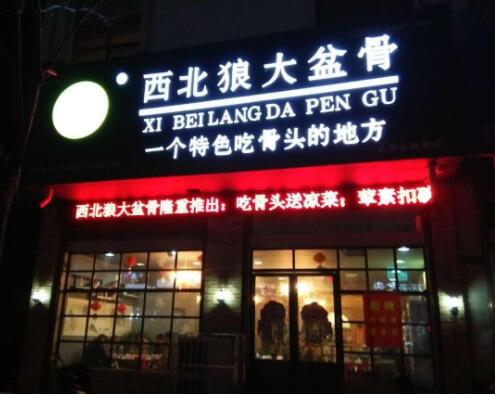 西北狼大盆骨
XI BEI LANG DA PEN GU
一个特色吃骨头的地方
西北狼大盆骨隆重推出：吃骨头送凉菜；荤素扣碗